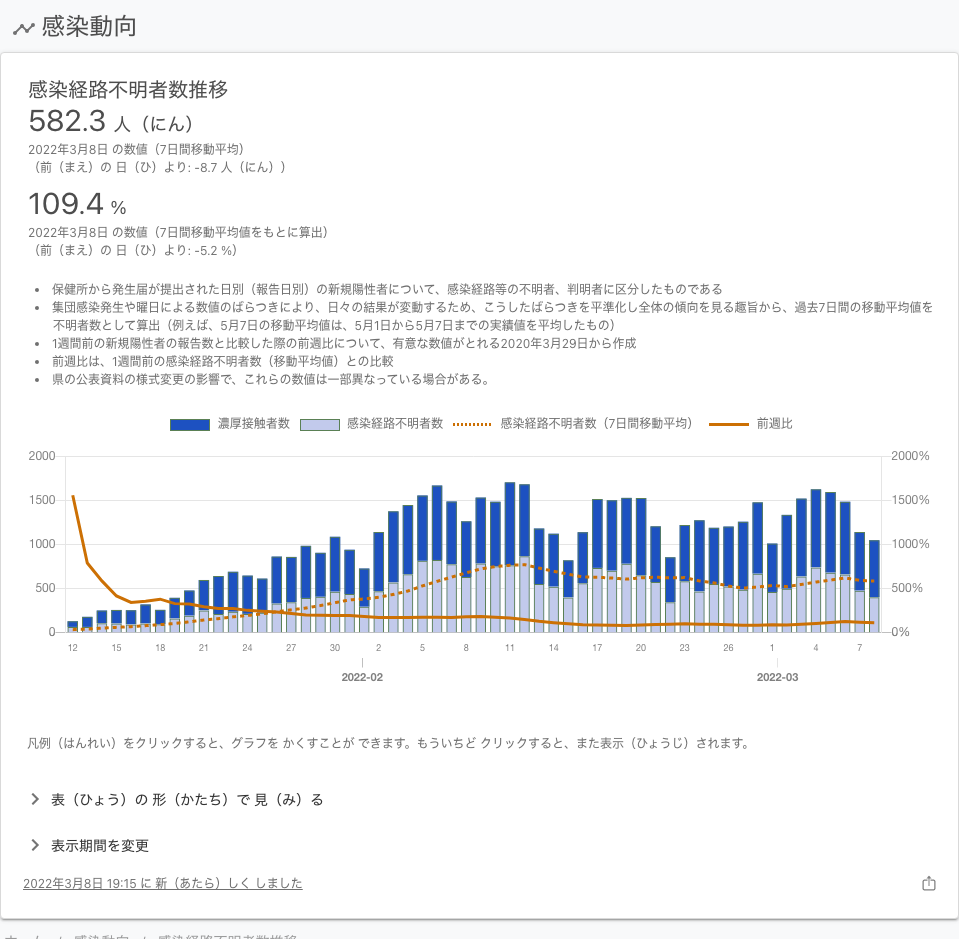 感染動向
感染経路不明者数推移
582.3 人（にん）
2022年3月8日 の数値（7日間移動平均）
（前（まえ）の 日（ひ）より: -8.7 人（にん））
109.4 %
2022年3月8日 の数値（7日間移動平均値をもとに算出）
（前（まえ）の 日（ひ）より: -5.2 %）
• 保健所から発生届が提出された日別（報告日別）の新規陽性者について、感染経路等の不明者、判明者に区分したものである
• 集団感染発生や曜日による数値のばらつきにより、日々の結果が変動するため、こうしたばらつきを平準化し全体の傾向を見る趣旨から、過去7日間の移動平均値を
不明者数として算出（例えば、5月7日の移動平均値は、5月1日から5月7日までの実績値を平均したもの）
• 1週間前の新規陽性者の報告数と比較した際の前週比について、有意な数値がとれる2020年3月29日から作成
• 前週比は、1週間前の感染経路不明者数（移動平均値）との比較
• 県の公表資料の様式変更の影響で、これらの数値は一部異なっている場合がある。
濃厚接触者数 感染経路不明者数 感染経路不明者数（7日間移動平均） 前週比
2000 2000%
1500 1500%
1000 1000%
500 500%
0 0%
12 15 18 21 24 27 30 2 5 8 11 14 17 20 23 26 1 4 7
2022-02 2022-03
凡例（はんれい）をクリックすると、グラフを かくすことが できます。もういちど クリックすると、また表示（ひょうじ）されます。
表（ひょう）の 形（かたち）で 見（み）る
表示期間を変更
2022年3月8日 19:15 に 新（あたら）しく しました